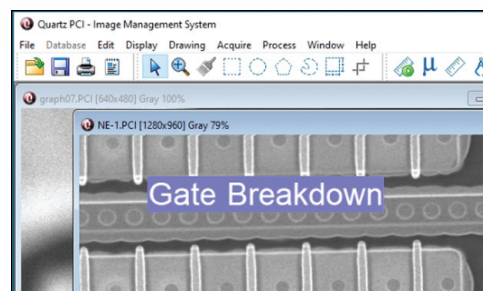 Quartz PCI - Image Management System
File Database Edit Display Drawing Acquire Process Window Help
μ
graph07.PCI [640x480] Gray 100%
NE-1.PCI [1280x960] Gray 79%
Gate Breakdown